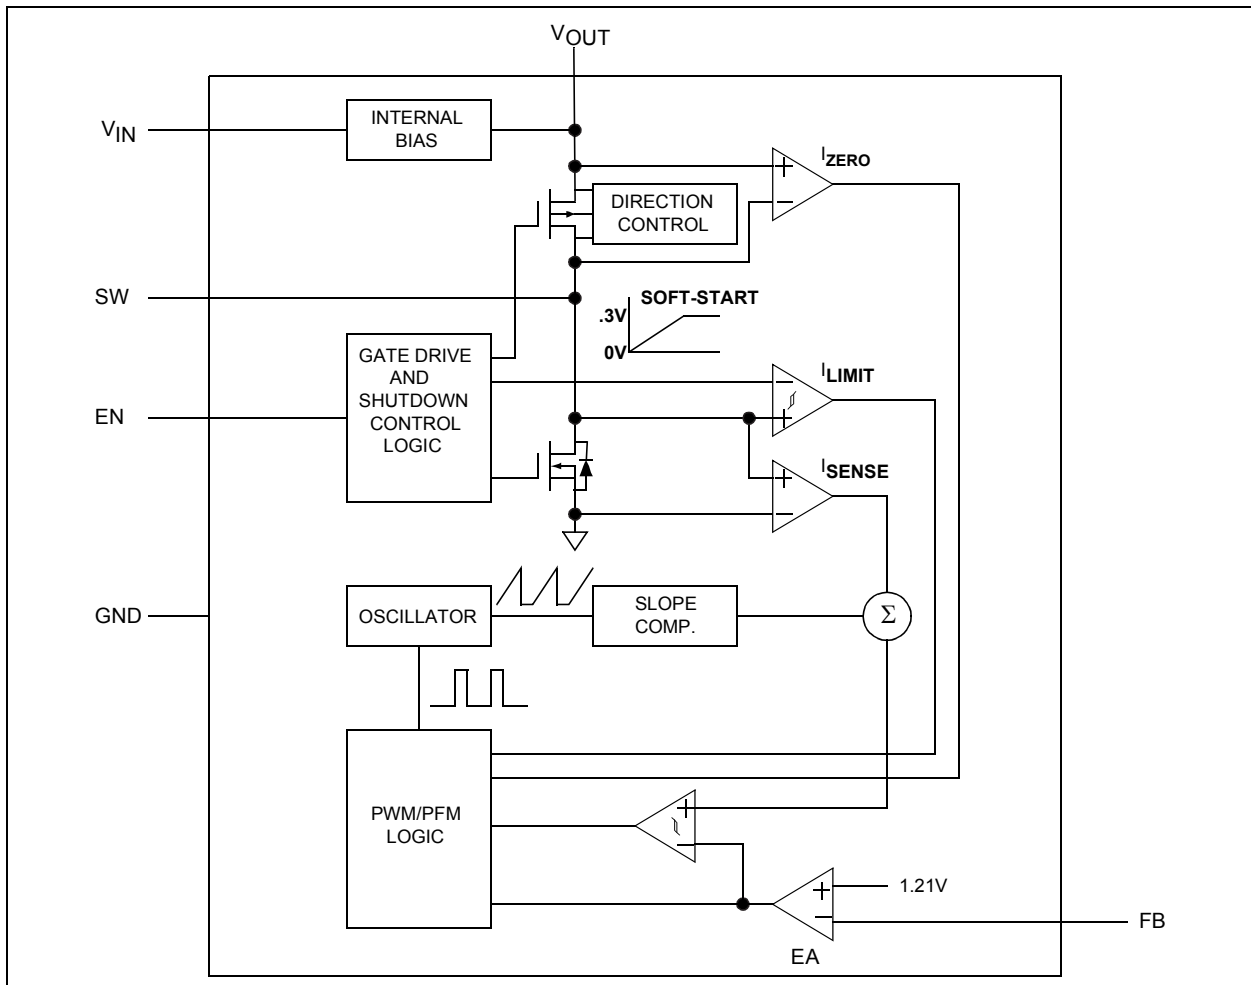 VOUT
VIN
INTERNAL
BIAS
IZERO
DIRECTION
CONTROL
SW
SOFT-START
.3V
0V
GATE DRIVE
AND
SHUTDOWN
CONTROL
LOGIC
ILIMIT
EN
ISENSE
GND
OSCILLATOR
SLOPE
COMP.
Σ
PWM/PFM
LOGIC
1.21V
FB
EA